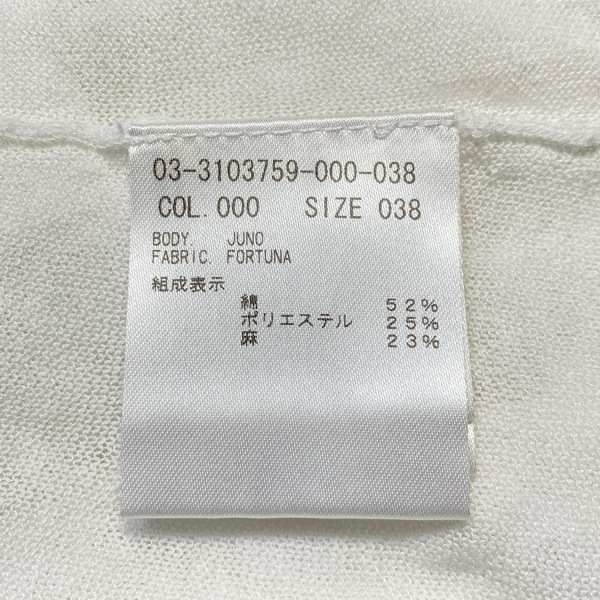 03-3103759-000-038
COL. 000 SIZE 038
BODY. JUNO
FABRIC. FORTUNA
組成表示
綿 52%
ポリエステル 25%
麻 23%